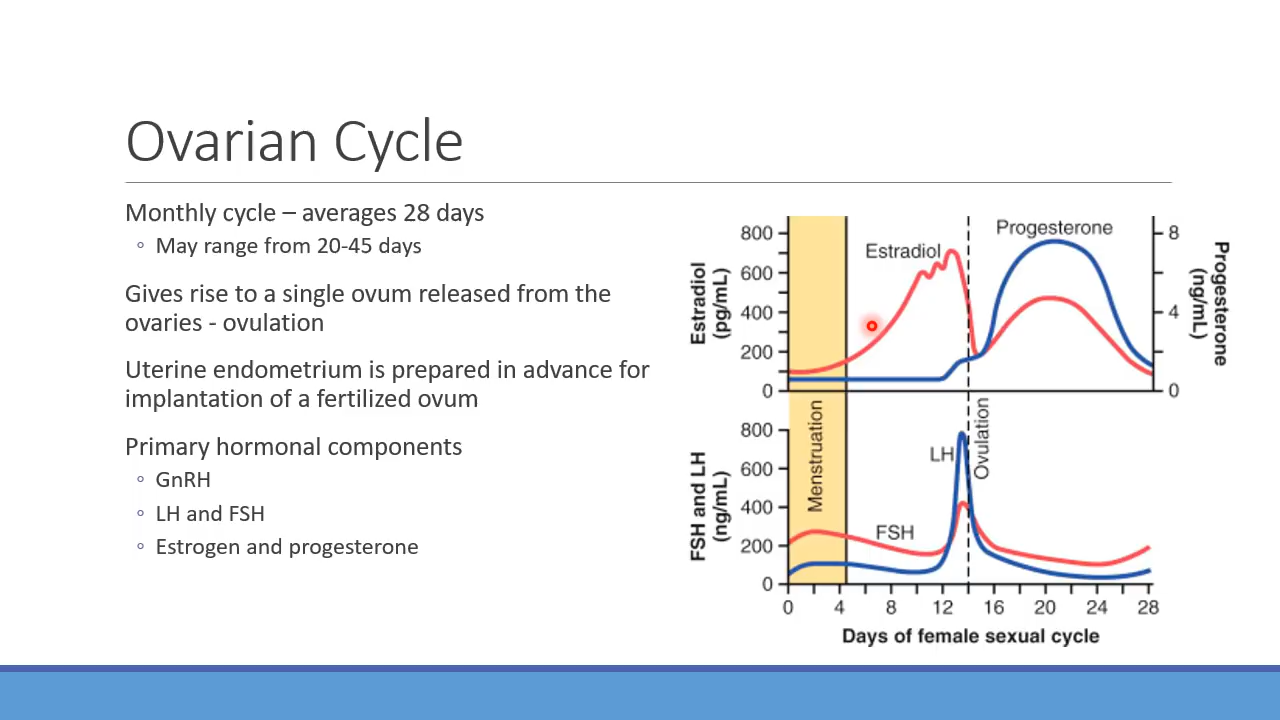 Ovarian Cycle
Monthly cycle – averages 28 days
◦ May range from 20-45 days
Gives rise to a single ovum released from the
ovaries - ovulation
Uterine endometrium is prepared in advance for
implantation of a fertilized ovum
Primary hormonal components
◦ GnRH
◦ LH and FSH
◦ Estrogen and progesterone
Estradiol
(pg/mL)
800
600
400
200
0
Estradiol
Progesterone
8
4
0
Progesterone
(ng/mL)
FSH and LH
(ng/mL)
800
600
400
200
0
Menstruation
FSH
LH
Ovulation
0 4 8 12 16 20 24 28
Days of female sexual cycle